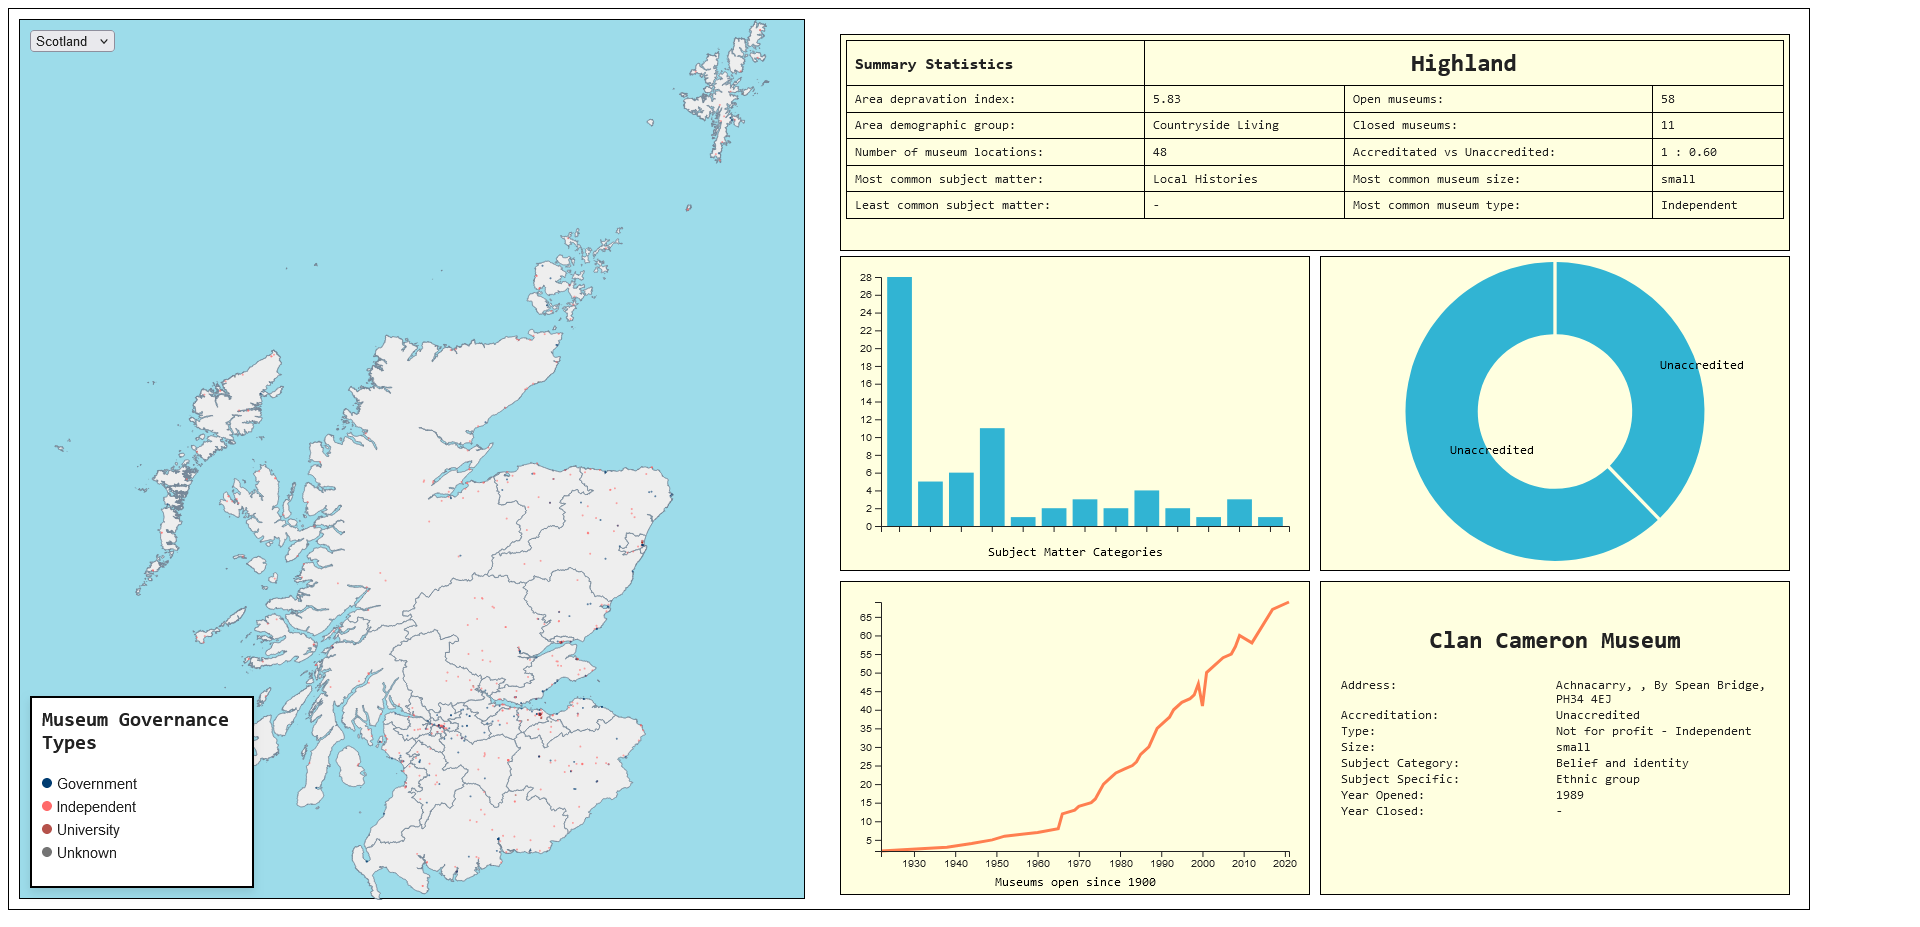 Scotland
Museum Governance
Types
Government
Independent
University
Unknown
Summary Statistics
Highland
Area depravation index: 5.83 Open museums: 58
Area demographic group: Countryside Living Closed museums: 11
Number of museum locations: 48 Accreditated vs Unaccredited: 1 : 0.60
Most common subject matter: Local Histories Most common museum size: small
Least common subject matter: - Most common museum type: Independent
28
26
24
22
20
18
16
14
12
10
8
6
4
2
0
Subject Matter Categories
Unaccredited
Unaccredited
65
60
55
50
45
40
35
30
25
20
15
10
5
1930 1940 1950 1960 1970 1980 1990 2000 2010 2020
Museums open since 1900
Clan Cameron Museum
Address: Achnacarry, , By Spean Bridge,
PH34 4EJ
Accreditation: Unaccredited
Type: Not for profit - Independent
Size: small
Subject Category: Belief and identity
Subject Specific: Ethnic group
Year Opened: 1989
Year Closed: -